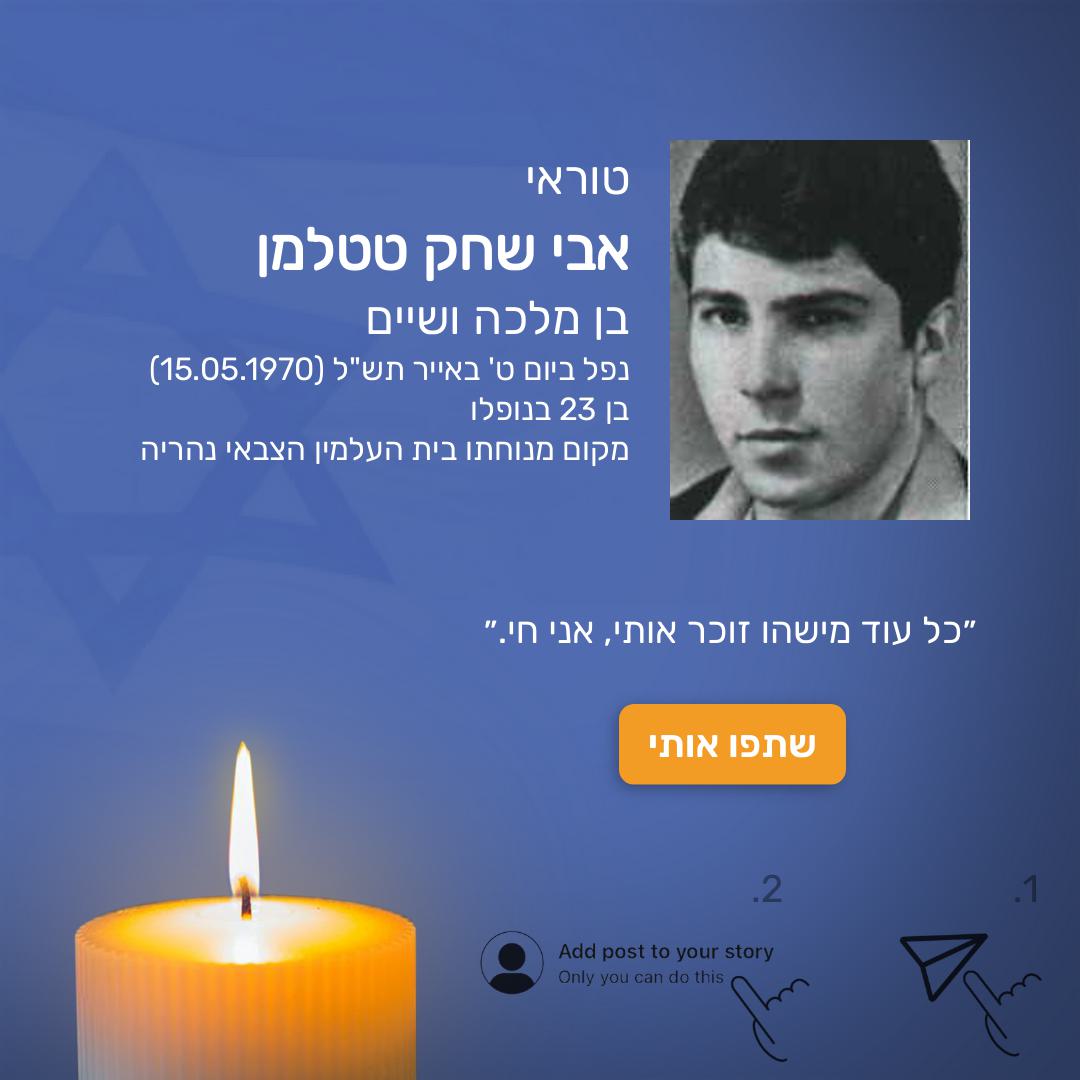 טוראי
אבי שחק טטלמן
בן מלכה ושיים
נפל ביום ט' באייר תש"ל (15.05.1970)
בן 23 בנופלו
מקום מנוחתו בית העלמין הצבאי נהריה
״כל עוד מישהו זוכר אותי, אני חי.״
שתפו אותי
1.
2.
Add post to your story
Only you can do this